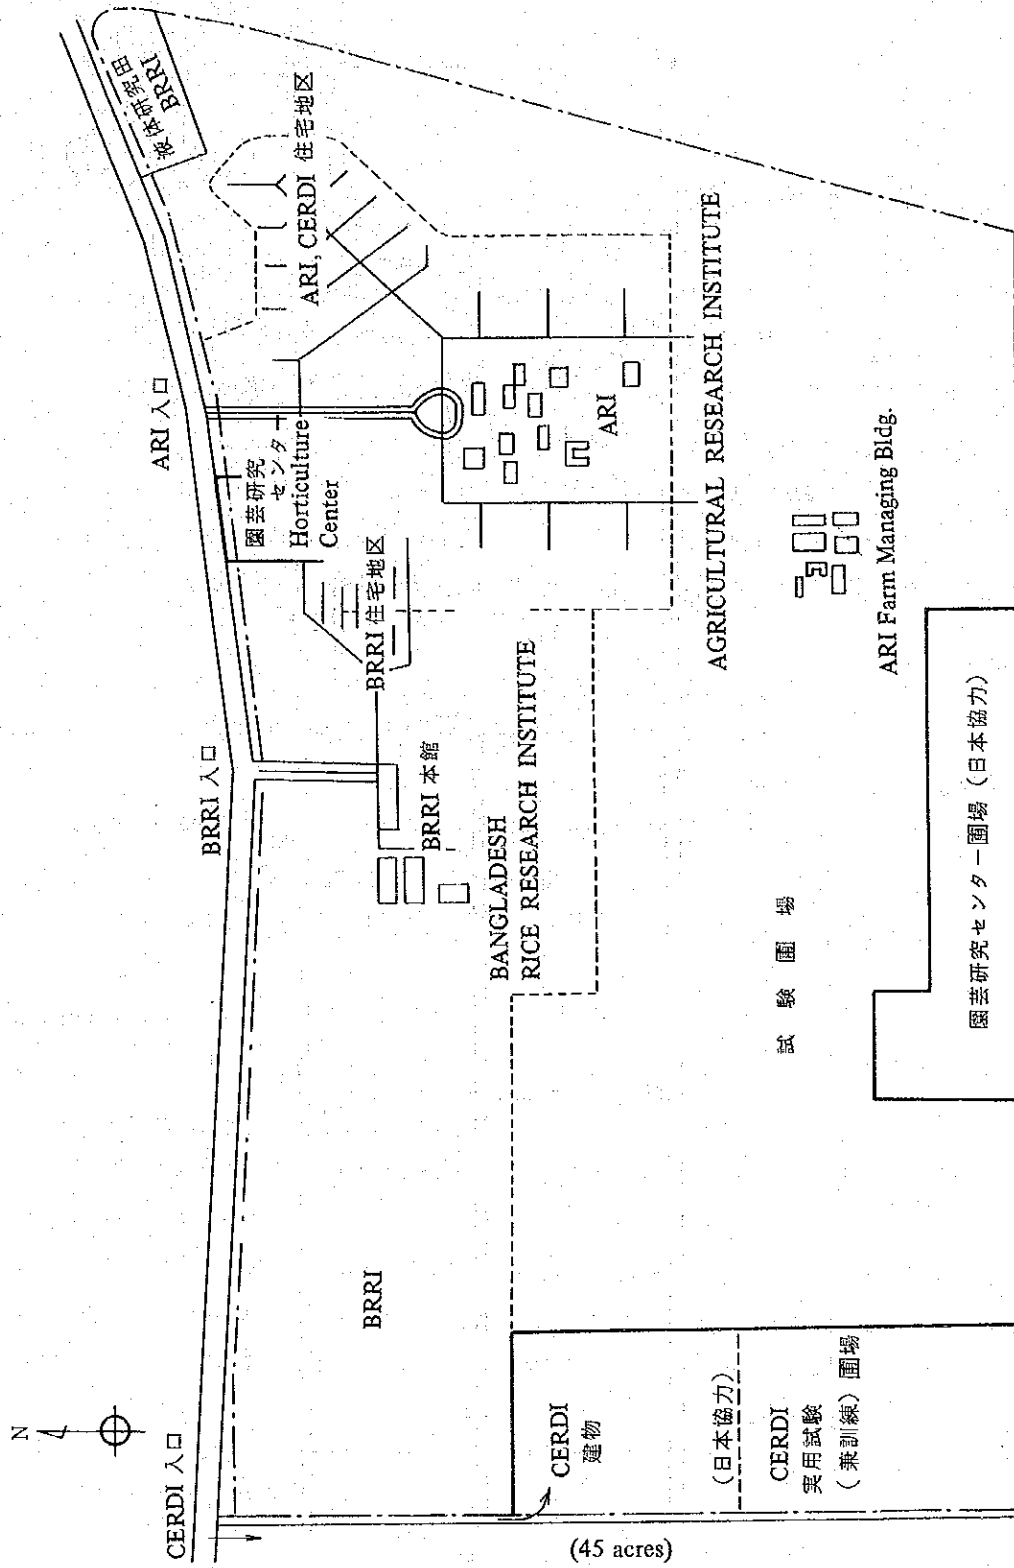 N
CERDI 入口
BRRI 入口
ARI 入口
液体研究田
BRRI
ARI, CERDI 住宅地区
園芸研究
センター
Horticulture
Center
BRRI 住宅地区
BRRI 本館
BRRI
BANGLADESH
RICE RESEARCH INSTITUTE
ARI
AGRICULTURAL RESEARCH INSTITUTE
ARI Farm Managing Bldg.
試験圃場
園芸研究センター圃場（日本協力）
CERDI
建物
（日本協力）
CERDI
実用試験
（兼訓練）圃場
(45 acres)